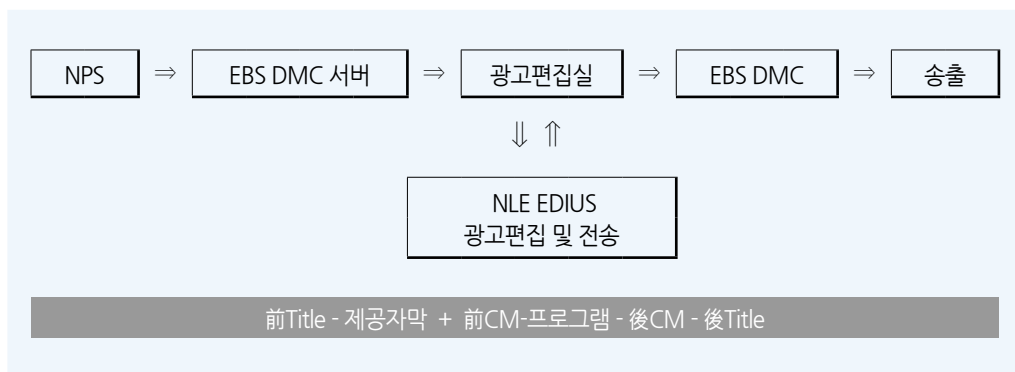 NPS ⇒ EBS DMC 서버 ⇒ 광고편집실 ⇒ EBS DMC ⇒ 송출
⇓ ⇑
NLE EDIUS
광고편집 및 전송
前Title - 제공자막 + 前CM-프로그램 - 後CM - 後Title